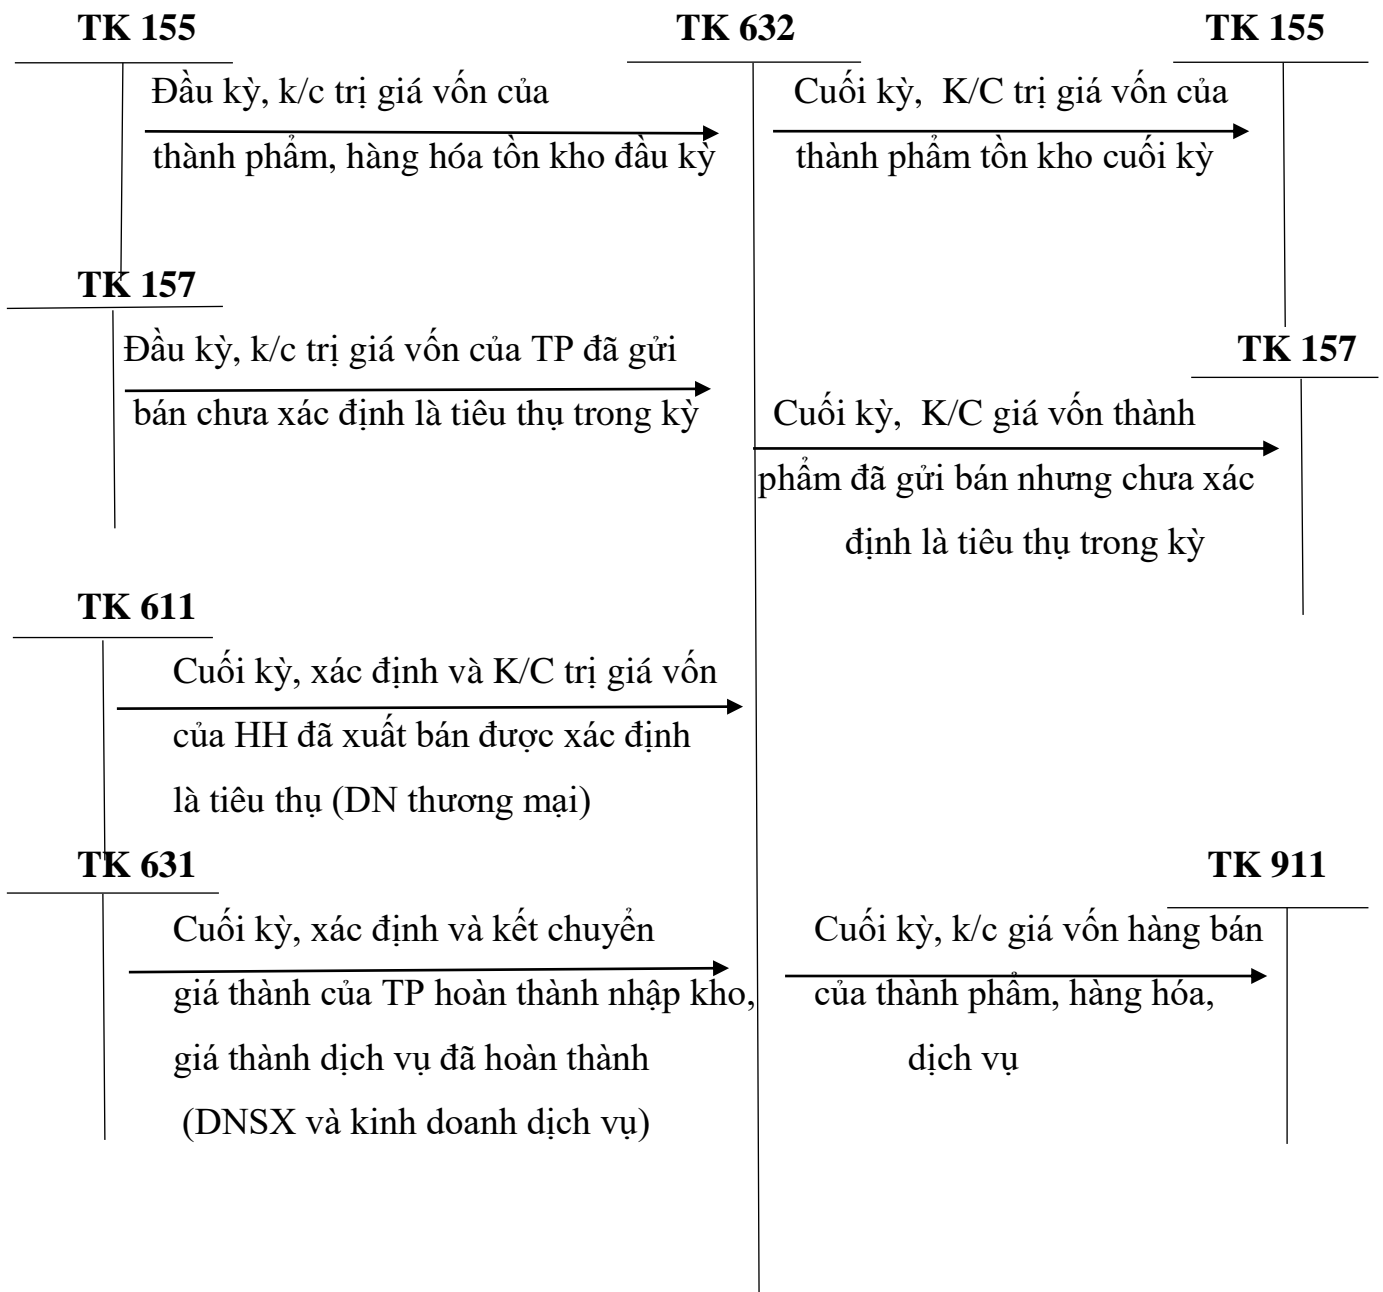 TK 155
TK 632
TK 155
Đầu kỳ, k/c trị giá vốn của
thành phẩm, hàng hóa tồn kho đầu kỳ
Cuối kỳ, K/C trị giá vốn của
thành phẩm tồn kho cuối kỳ
TK 157
Đầu kỳ, k/c trị giá vốn của TP đã gửi
bán chưa xác định là tiêu thụ trong kỳ
TK 157
Cuối kỳ, K/C giá vốn thành
phẩm đã gửi bán nhưng chưa xác
định là tiêu thụ trong kỳ
TK 611
Cuối kỳ, xác định và K/C trị giá vốn
của HH đã xuất bán được xác định
là tiêu thụ (DN thương mại)
TK 631
TK 911
Cuối kỳ, xác định và kết chuyển
giá thành của TP hoàn thành nhập kho,
giá thành dịch vụ đã hoàn thành
(DNSX và kinh doanh dịch vụ)
Cuối kỳ, k/c giá vốn hàng bán
của thành phẩm, hàng hóa,
dịch vụ